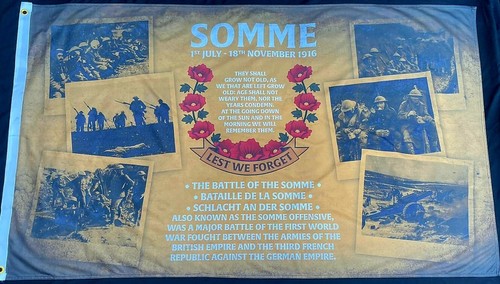 SOMME
1ST JULY - 18TH NOVEMBER 1916
THEY SHALL
GROW NOT OLD, AS
WE THAT ARE LEFT GROW
OLD: AGE SHALL NOT
WEARY THEM, NOR THE
YEARS CONDEMN.
AT THE GOING DOWN
OF THE SUN AND IN
THE MORNING WE WILL
REMEMBER THEM.
LEST WE FORGET
• THE BATTLE OF THE SOMME •
• BATAILLE DE LA SOMME •
• SCHLACHT AN DER SOMME •
ALSO KNOWN AS THE SOMME OFFENSIVE,
WAS A MAJOR BATTLE OF THE FIRST WORLD
WAR FOUGHT BETWEEN THE ARMIES OF THE
BRITISH EMPIRE AND THE THIRD FRENCH
REPUBLIC AGAINST THE GERMAN EMPIRE.